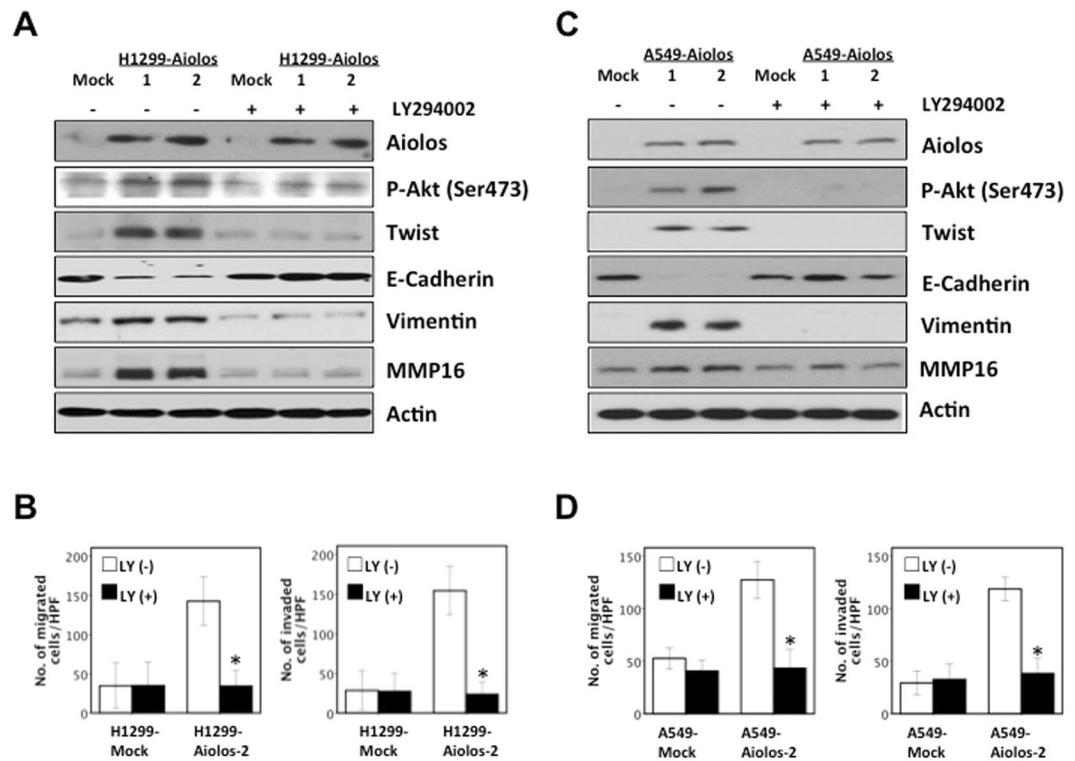 A
H1299-Aiolos H1299-Aiolos
Mock 1 2 Mock 1 2
- - - + + + LY294002
Aiolos
P-Akt (Ser473)
Twist
E-Cadherin
Vimentin
MMP16
Actin
C
A549-Aiolos A549-Aiolos
Mock 1 2 Mock 1 2
- - - + + + LY294002
Aiolos
P-Akt (Ser473)
Twist
E-Cadherin
Vimentin
MMP16
Actin
B
No. of migrated
cells/HPF
200
150
100
50
0
LY (-)
LY (+)
*
H1299-
Mock
H1299-
Aiolos-2
No. of invaded
cells/HPF
200
150
100
50
0
LY (-)
LY (+)
*
H1299-
Mock
H1299-
Aiolos-2
D
No. of migrated
cells/HPF
150
100
50
0
LY (-)
LY (+)
*
A549-
Mock
A549-
Aiolos-2
No. of invaded
cells/HPF
150
100
50
0
LY (-)
LY (+)
*
A549-
Mock
A549-
Aiolos-2